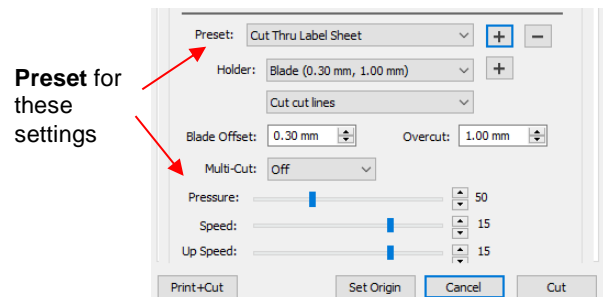 Preset: Cut Thru Label Sheet + −
Holder: Blade (0.30 mm, 1.00 mm) +
Preset for
these
settings
Cut cut lines
Blade Offset: 0.30 mm Overcut: 1.00 mm
Multi-Cut: Off
Pressure: 50
Speed: 15
Up Speed: 15
Print+Cut Set Origin Cancel Cut